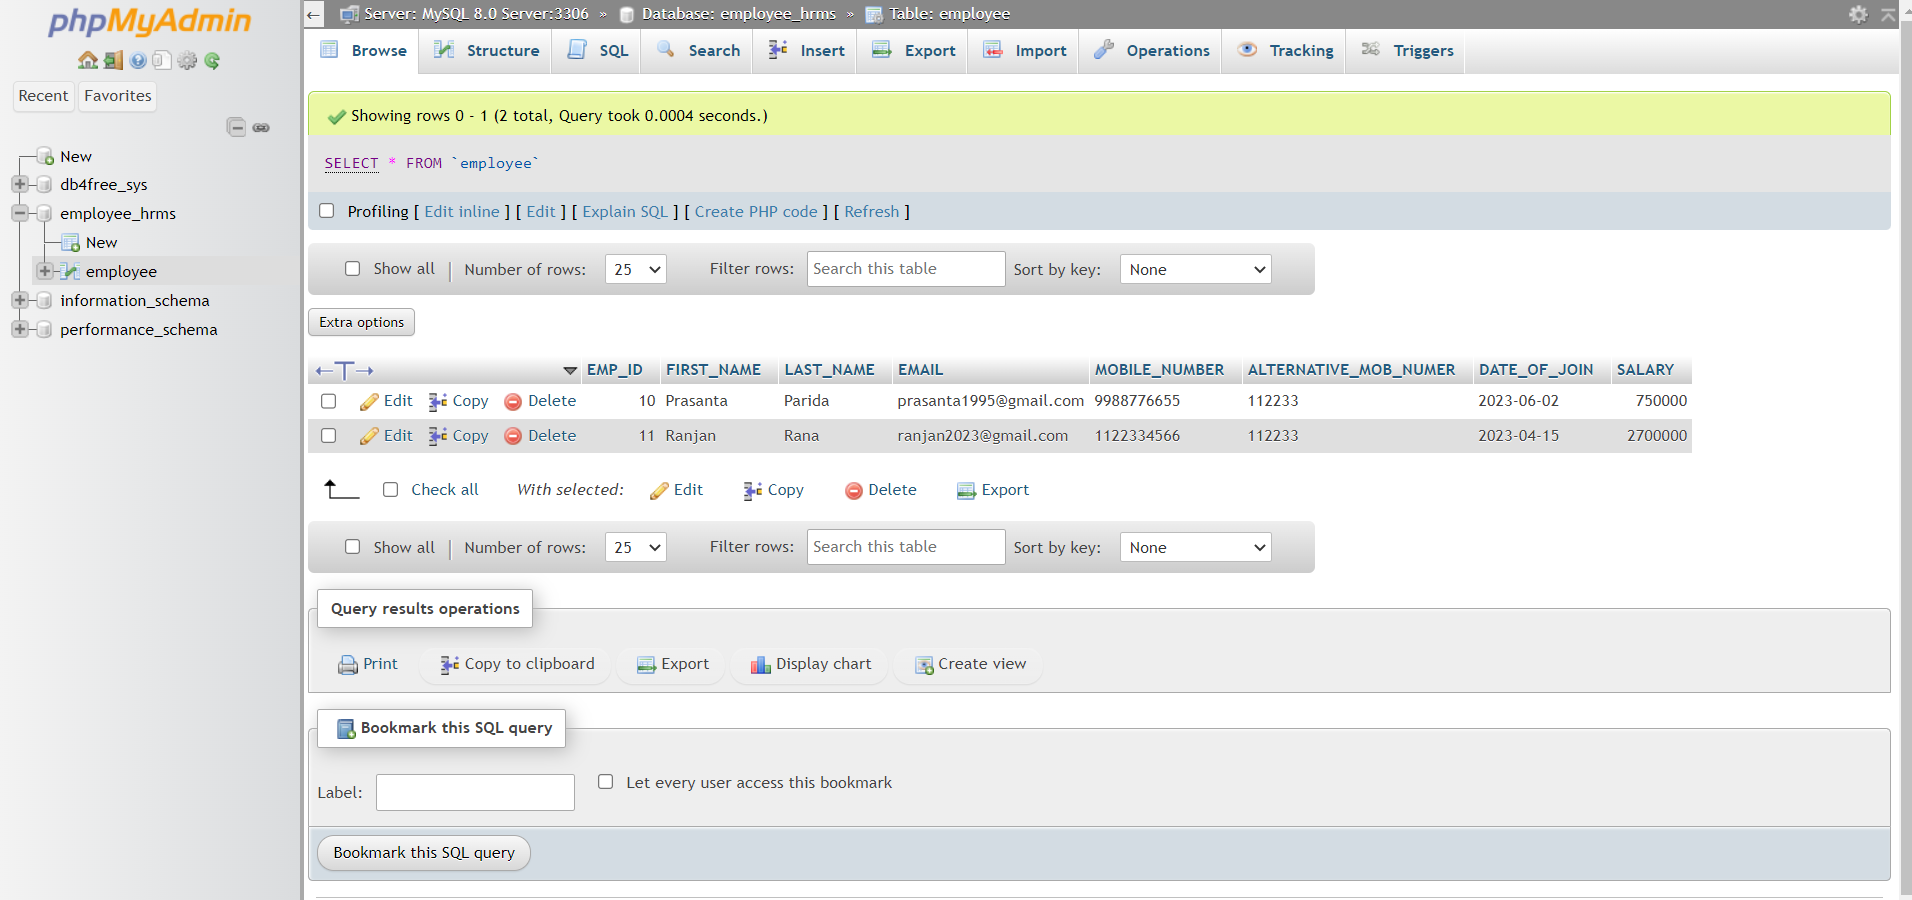 phpMyAdmin
Recent Favorites
New
db4free_sys
employee_hrms
New
employee
information_schema
performance_schema
Server: MySQL 8.0 Server:3306 » Database: employee_hrms » Table: employee
Browse Structure SQL Search Insert Export Import Operations Tracking Triggers
Showing rows 0 - 1 (2 total, Query took 0.0004 seconds.)
SELECT * FROM `employee`
Profiling [ Edit inline ] [ Edit ] [ Explain SQL ] [ Create PHP code ] [ Refresh ]
Show all | Number of rows: 25 Filter rows: Search this table Sort by key: None
Extra options
EMP_ID FIRST_NAME LAST_NAME EMAIL MOBILE_NUMBER ALTERNATIVE_MOB_NUMER DATE_OF_JOIN SALARY
Edit Copy Delete 10 Prasanta Parida prasanta1995@gmail.com 9988776655 112233 2023-06-02 750000
Edit Copy Delete 11 Ranjan Rana ranjan2023@gmail.com 1122334566 112233 2023-04-15 2700000
Check all With selected: Edit Copy Delete Export
Show all | Number of rows: 25 Filter rows: Search this table Sort by key: None
Query results operations
Print Copy to clipboard Export Display chart Create view
Bookmark this SQL query
Label: Let every user access this bookmark
Bookmark this SQL query